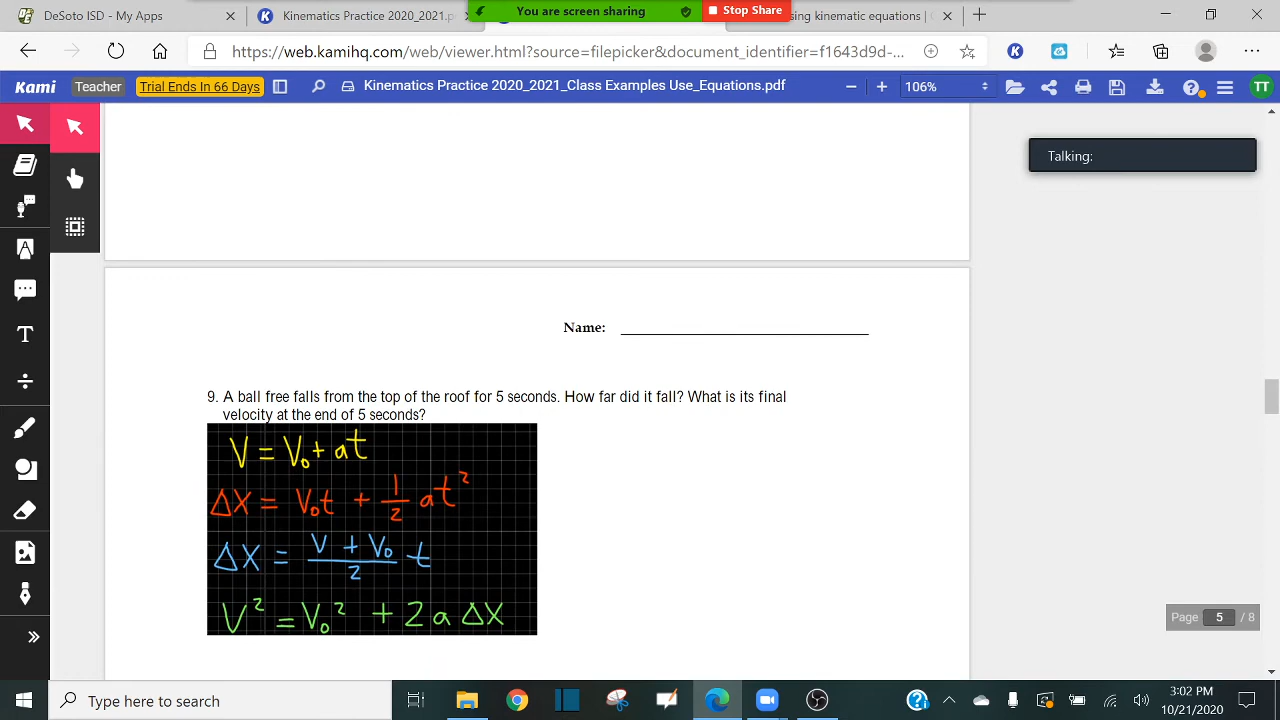 Desktop ISD - My Apps
Kinematics Practice 2020_2021.p
You are screen sharing
Stop Share
sing kinematic equations | C
https://web.kamihq.com/web/viewer.html?source=filepicker&document_identifier=f1643d9d-...
Kami
Teacher
Trial Ends In 66 Days
Kinematics Practice 2020_2021_Class Examples Use_Equations.pdf
106%
TT
Talking:
Name:
9. A ball free falls from the top of the roof for 5 seconds. How far did it fall? What is its final
velocity at the end of 5 seconds?
V = V₀ + at
ΔX = V₀t + 1/2 at²
ΔX = (V + V₀)/2 t
V² = V₀² + 2aΔX
Page 5 / 8
Type here to search
3:02 PM
10/21/2020